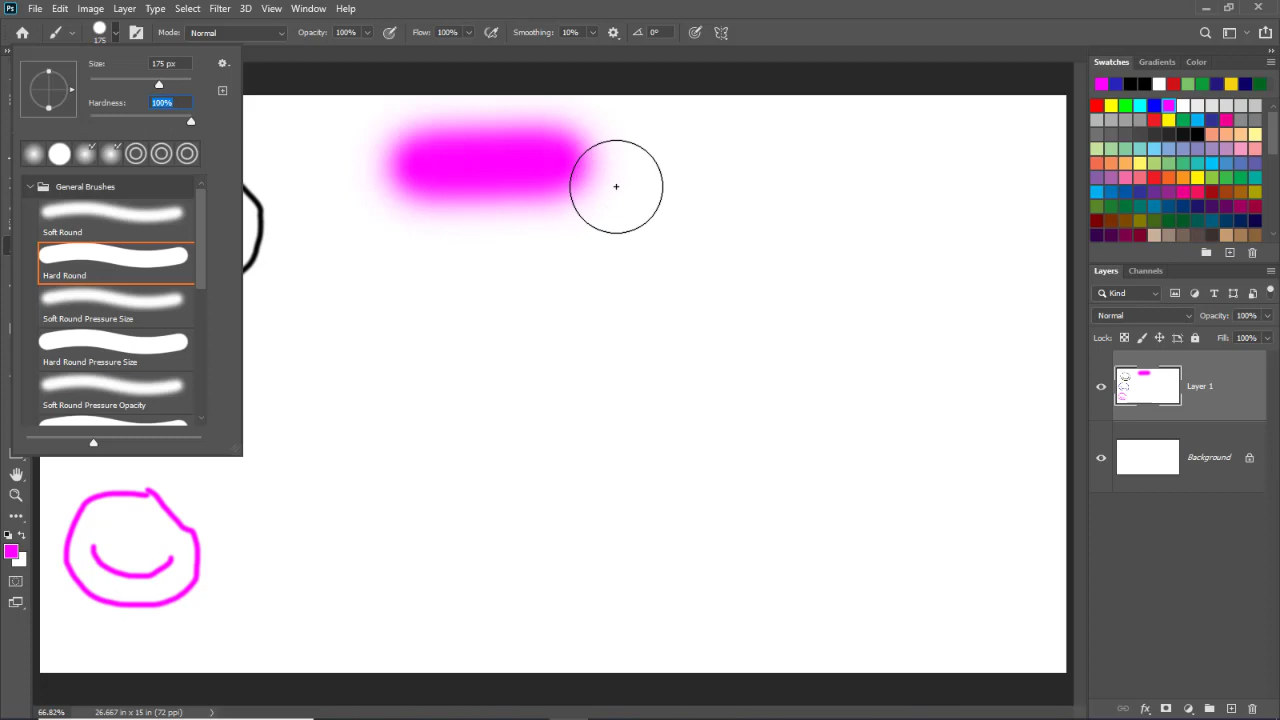 Ps File Edit Image Layer Type Select Filter 3D View Window Help
175 Mode: Normal Opacity: 100% Flow: 100% Smoothing: 10% 0°
Size: 175 px
Hardness: 100%
General Brushes
Soft Round
Hard Round
Soft Round Pressure Size
Hard Round Pressure Size
Soft Round Pressure Opacity
Swatches Gradients Color
Layers Channels
Kind
Normal Opacity: 100%
Lock: Fill: 100%
Layer 1
Background
66.82% 26.667 in x 15 in (72 ppi)